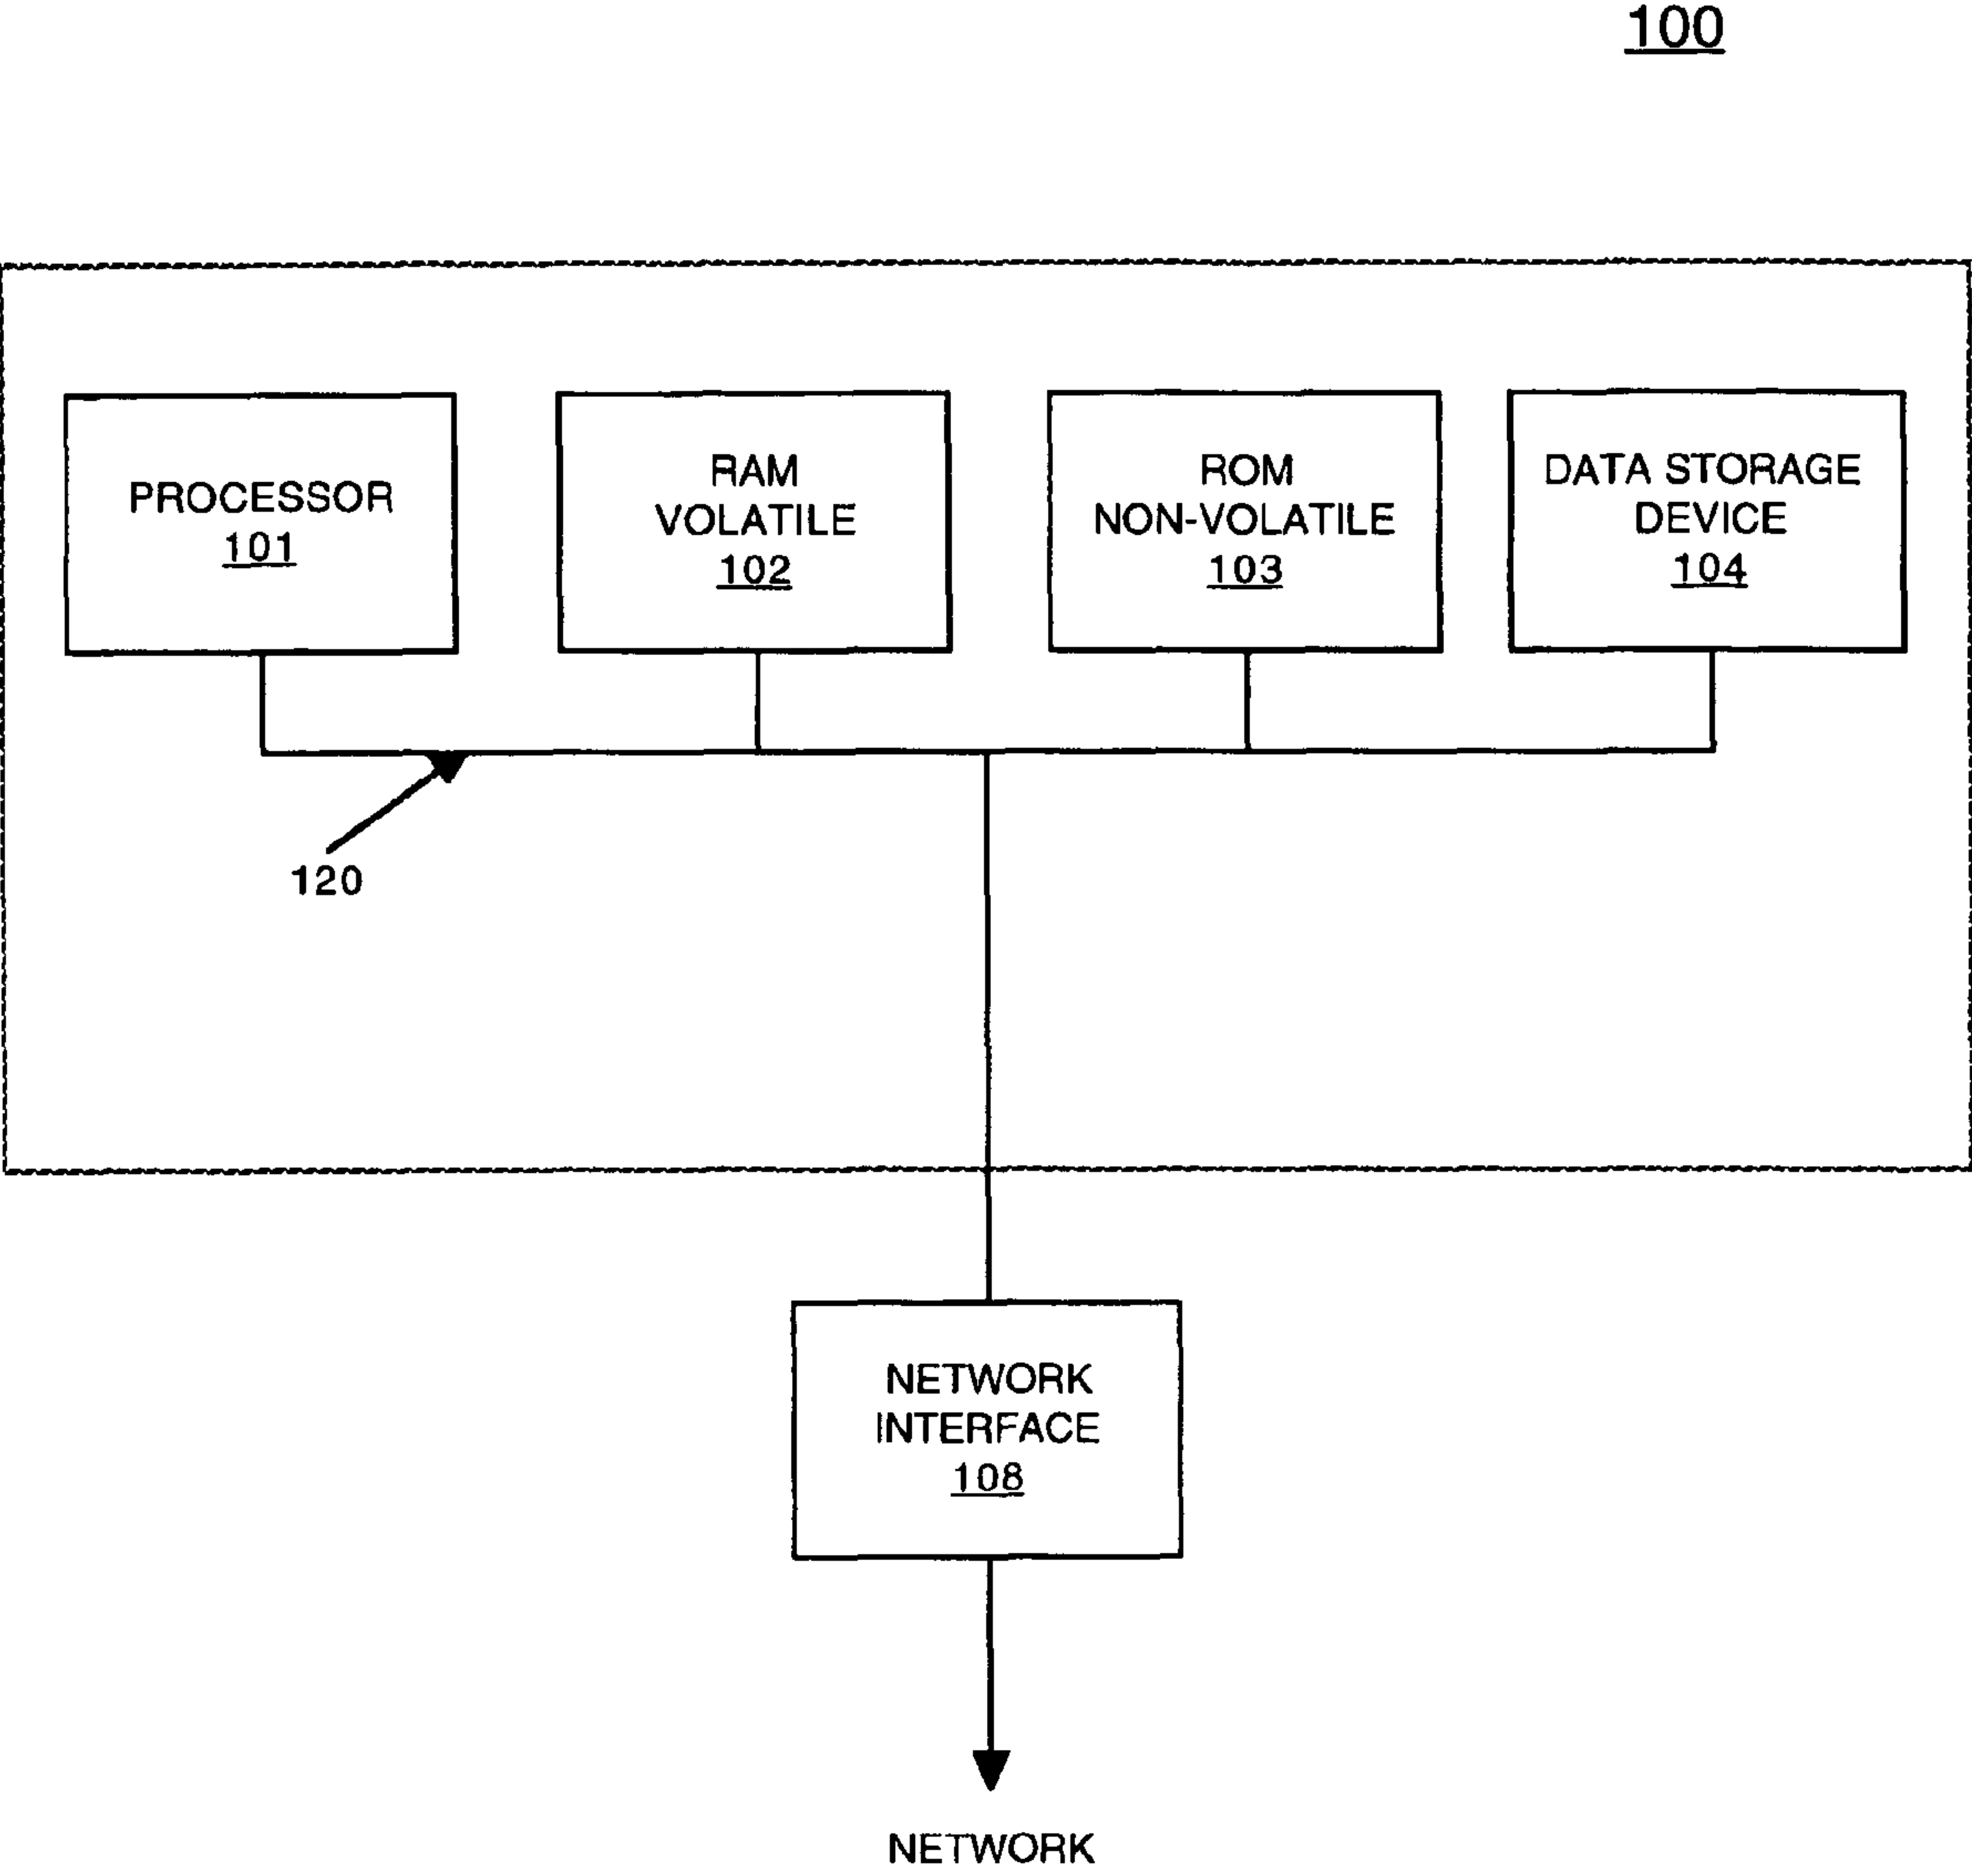 100
PROCESSOR
101
RAM
VOLATILE
102
ROM
NON-VOLATILE
103
DATA STORAGE
DEVICE
104
120
NETWORK
INTERFACE
108
NETWORK